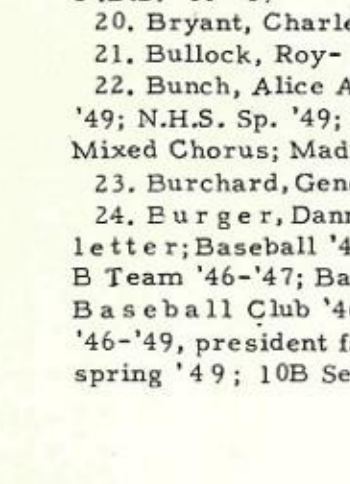 20. Bryant, Charle
21. Bullock, Roy-
22. Bunch, Alice A
'49; N.H.S. Sp. '49;
Mixed Chorus; Mad
23. Burchard, Gen
24. Burger, Dann
letter; Baseball '4
B Team '46-'47; Ba
Baseball Club '4
'46-'49, president f
spring '49; 10B Se